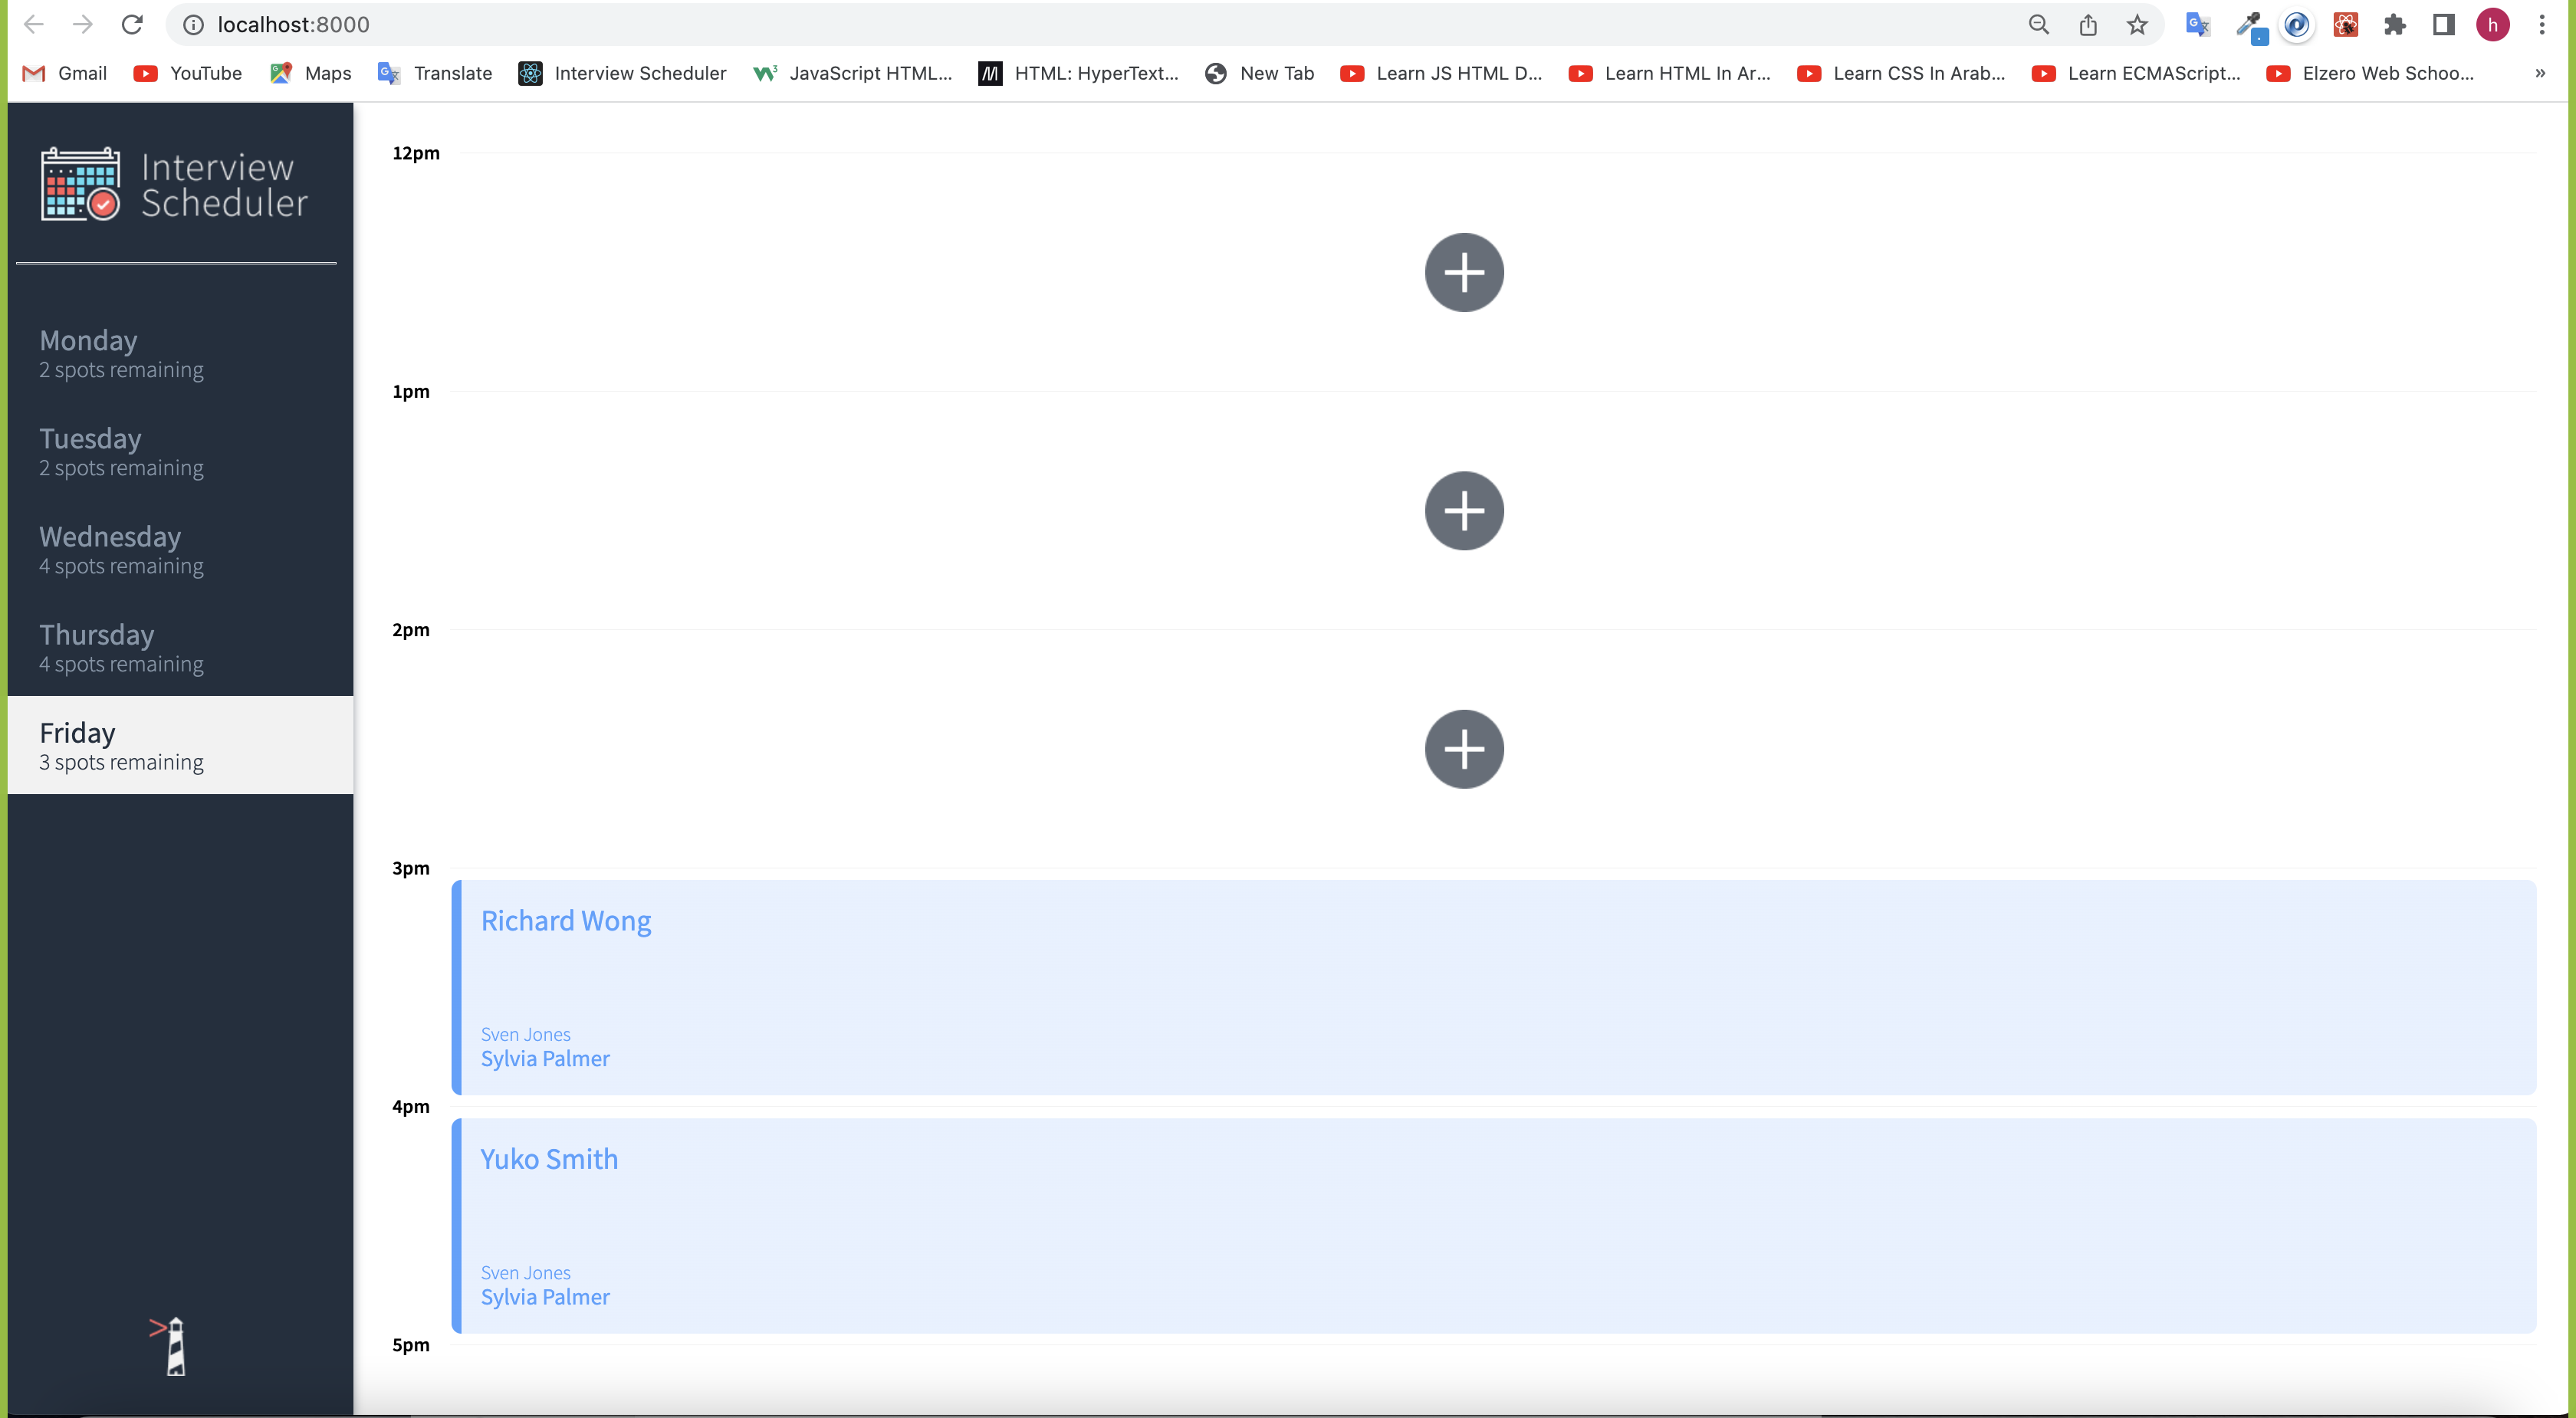 localhost:8000
h
Gmail YouTube Maps Translate Interview Scheduler JavaScript HTML... HTML: HyperText... New Tab Learn JS HTML D... Learn HTML In Ar... Learn CSS In Arab... Learn ECMAScript... Elzero Web Schoo... »
Interview
Scheduler
Monday
2 spots remaining
Tuesday
2 spots remaining
Wednesday
4 spots remaining
Thursday
4 spots remaining
Friday
3 spots remaining
12pm
1pm
2pm
3pm
Richard Wong
Sven Jones
Sylvia Palmer
4pm
Yuko Smith
Sven Jones
Sylvia Palmer
5pm